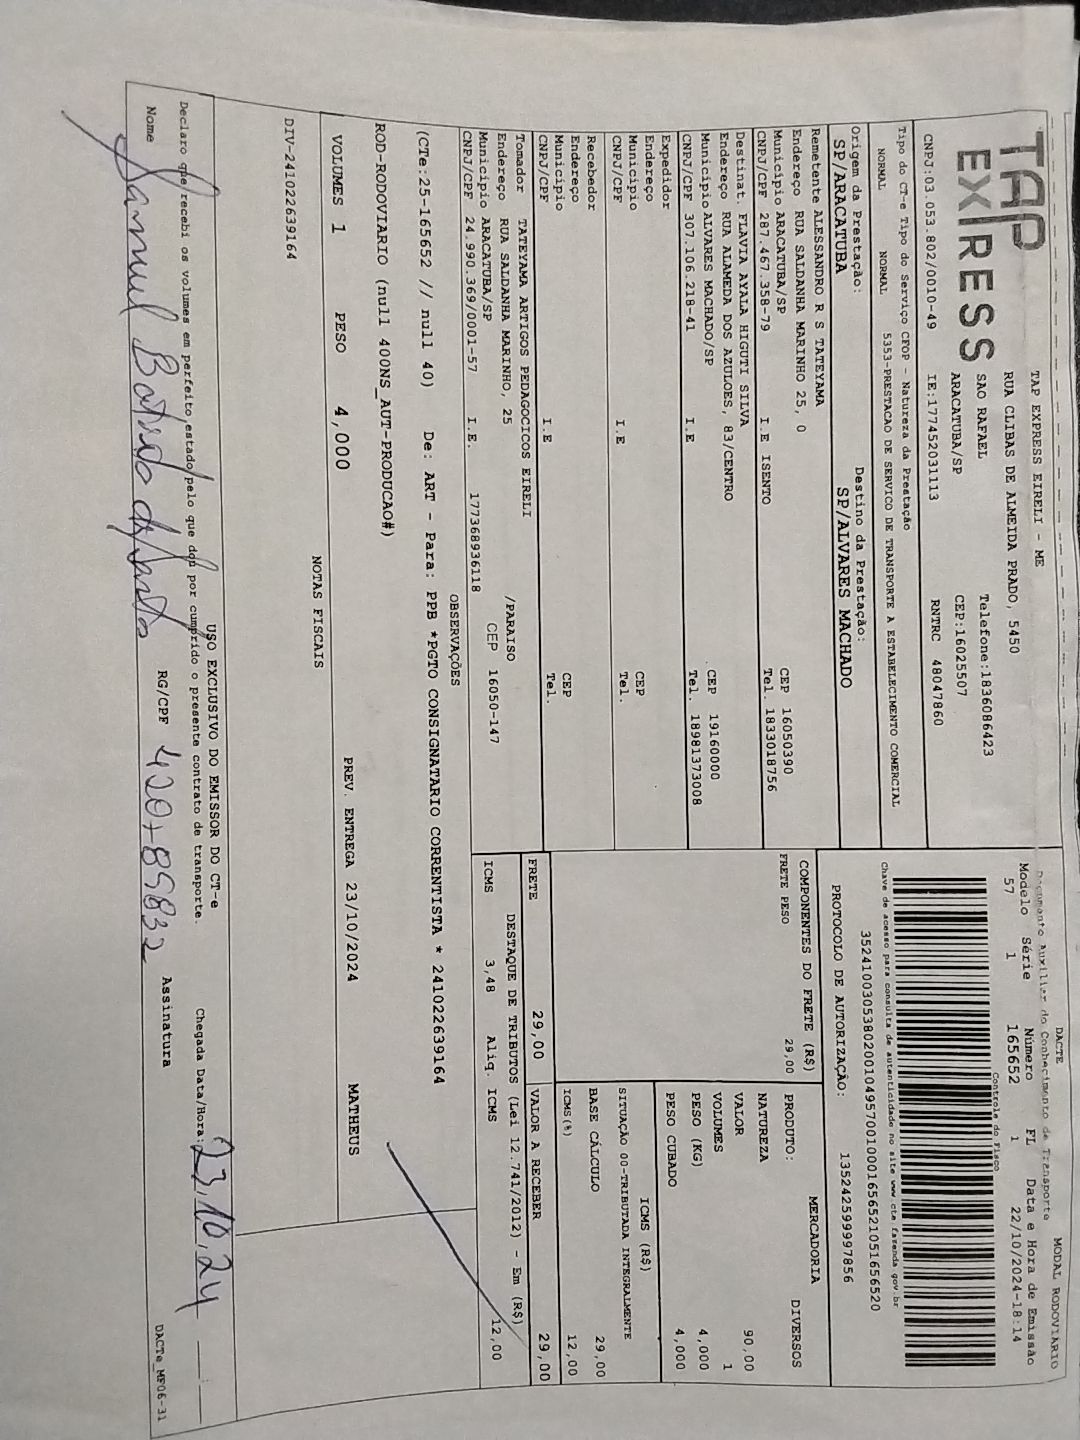 TAP EXPRESS
TAP EXPRESS EIRELI - ME
RUA CLIBAS DE ALMEIDA PRADO, 5450
SAO RAFAEL Telefone:1836086423
ARACATUBA/SP CEP:16025507
CNPJ:03.053.802/0010-49 IE:177452031113 RNTRC 48047860
DACTE MODAL RODOVIÁRIO
Documento Auxiliar do Conhecimento de Transporte
Modelo Série Número FL Data e Hora de Emissão
57 1 165652 1 22/10/2024-18:14
Controle do Fisco
Chave de acesso para consulta de autenticidade no site www.cte.fazenda.gov.br
35241003053802001049570010001656521051656520
PROTOCOLO DE AUTORIZAÇÃO: 135242599997856
Tipo do CT-e Tipo do Serviço CFOP - Natureza da Prestação
NORMAL NORMAL 5353-PRESTACAO DE SERVICO DE TRANSPORTE A ESTABELECIMENTO COMERCIAL
Origem da Prestação: Destino da Prestação:
SP/ARACATUBA SP/ALVARES MACHADO
Remetente ALESSANDRO R S TATEYAMA
Endereço RUA SALDANHA MARINHO 25, 0 CEP 16050390
Município ARACATUBA/SP Tel. 1833018756
CNPJ/CPF 287.467.358-79 I.E ISENTO
Destinat. FLAVIA AYALA HIGUTI SILVA
Endereço RUA ALAMEDA DOS AZULOES, 83/CENTRO
Município ALVARES MACHADO/SP CEP 19160000
CNPJ/CPF 307.106.218-41 I.E Tel. 18981373008
Expedidor
Endereço
Município CEP
CNPJ/CPF I.E Tel.
Recebedor
Endereço
Município CEP
CNPJ/CPF I.E Tel.
Tomador TATEYAMA ARTIGOS PEDAGOCICOS EIRELI
Endereço RUA SALDANHA MARINHO, 25 /PARAISO
Município ARACATUBA/SP CEP 16050-147
CNPJ/CPF 24.990.369/0001-57 I.E. 177368936118
COMPONENTES DO FRETE (R$)
FRETE PESO 29,00
MERCADORIA
PRODUTO: DIVERSOS
NATUREZA
VALOR 90,00
VOLUMES 1
PESO (KG) 4,000
PESO CUBADO 4,000
ICMS (R$)
SITUAÇÃO 00-TRIBUTADA INTEGRALMENTE
BASE CÁLCULO 29,00
ICMS(%) 12,00
FRETE 29,00 VALOR A RECEBER 29,00
DESTAQUE DE TRIBUTOS (Lei 12.741/2012) - Em (R$)
ICMS 3,48 Aliq. ICMS 12,00
OBSERVAÇÕES
(CTe:25-165652 // null 40) De: ART - Para: PPB *PGTO CONSIGNATARIO CORRENTISTA * 241022639164
ROD-RODOVIARIO (null 400NS_AUT-PRODUCAO#)
VOLUMES 1 PESO 4,000 PREV. ENTREGA 23/10/2024 MATHEUS
NOTAS FISCAIS
DIV-241022639164
USO EXCLUSIVO DO EMISSOR DO CT-e
Declaro que recebi os volumes em perfeito estado pelo que dou por cumprido o presente contrato de transporte. Chegada Data/Hora: 23,10,24
Nome Samuel RG/CPF Assinatura
DACTe_MP06-31